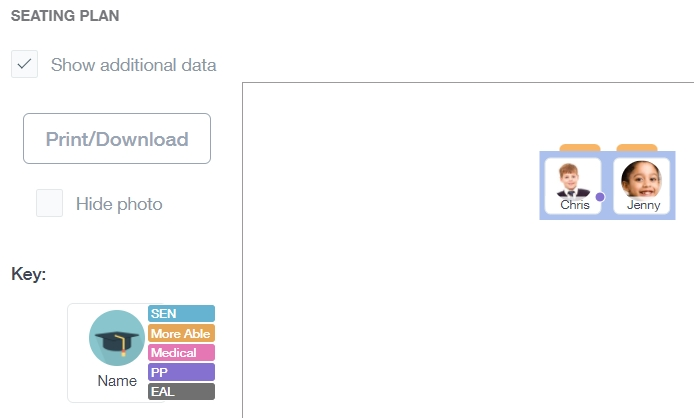 SEATING PLAN
Show additional data
Print/Download
Hide photo
Key:
SEN
More Able
Medical
PP
EAL
Name
Chris
Jenny